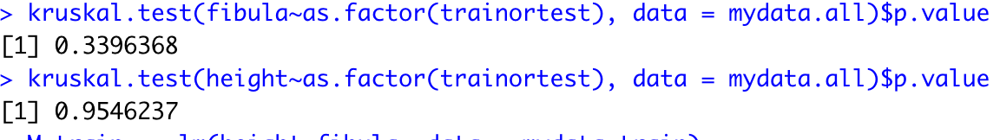 > kruskal.test(fibula~as.factor(trainortest), data = mydata.all)$p.value
[1] 0.3396368
> kruskal.test(height~as.factor(trainortest), data = mydata.all)$p.value
[1] 0.9546237